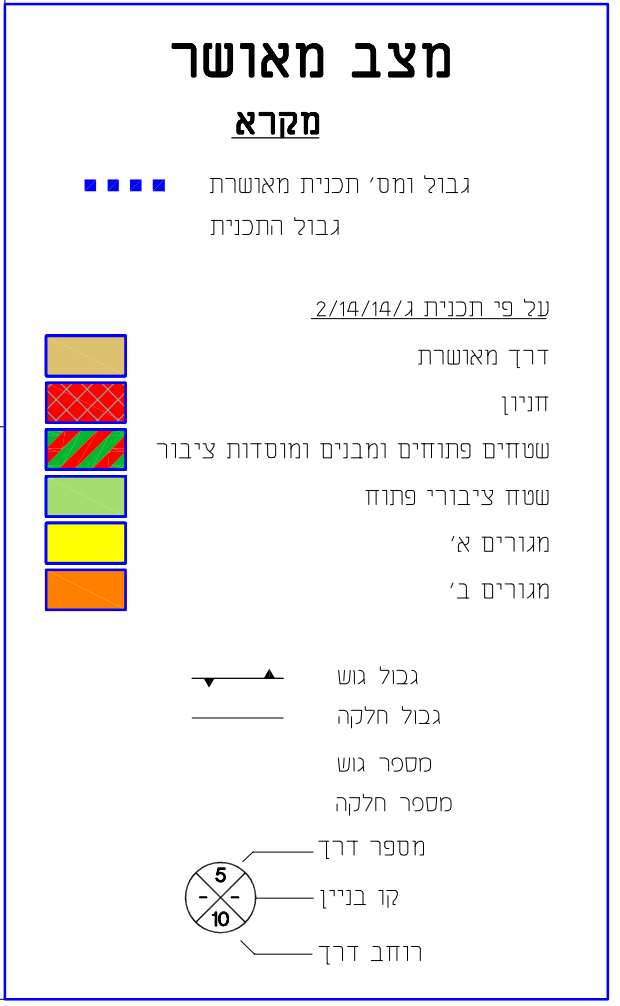 מצב מאושר
מקרא
גבול ומס' תכנית מאושרת
גבול התכנית
על פי תכנית ג/2/14/14
דרך מאושרת
חניון
שטחים פתוחים ומבנים ומוסדות ציבור
שטח ציבורי פתוח
מגורים א'
מגורים ב'
גבול גוש
גבול חלקה
מספר גוש
מספר חלקה
מספר דרך
5
קו בניין
- -
10
רוחב דרך